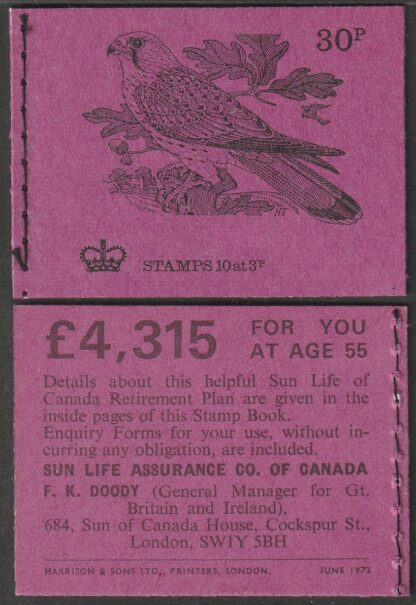 30P
HT
STAMPS 10 at 3P
£4,315 FOR YOU
AT AGE 55
Details about this helpful Sun Life of
Canada Retirement Plan are given in the
inside pages of this Stamp Book.
Enquiry Forms for your use, without in-
curring any obligation, are included.
SUN LIFE ASSURANCE CO. OF CANADA
F. K. DOODY (General Manager for Gt.
Britain and Ireland),
684, Sun of Canada House, Cockspur St.,
London, SW1Y 5BH
HARRISON & SONS LTD., PRINTERS, LONDON. JUNE 1972